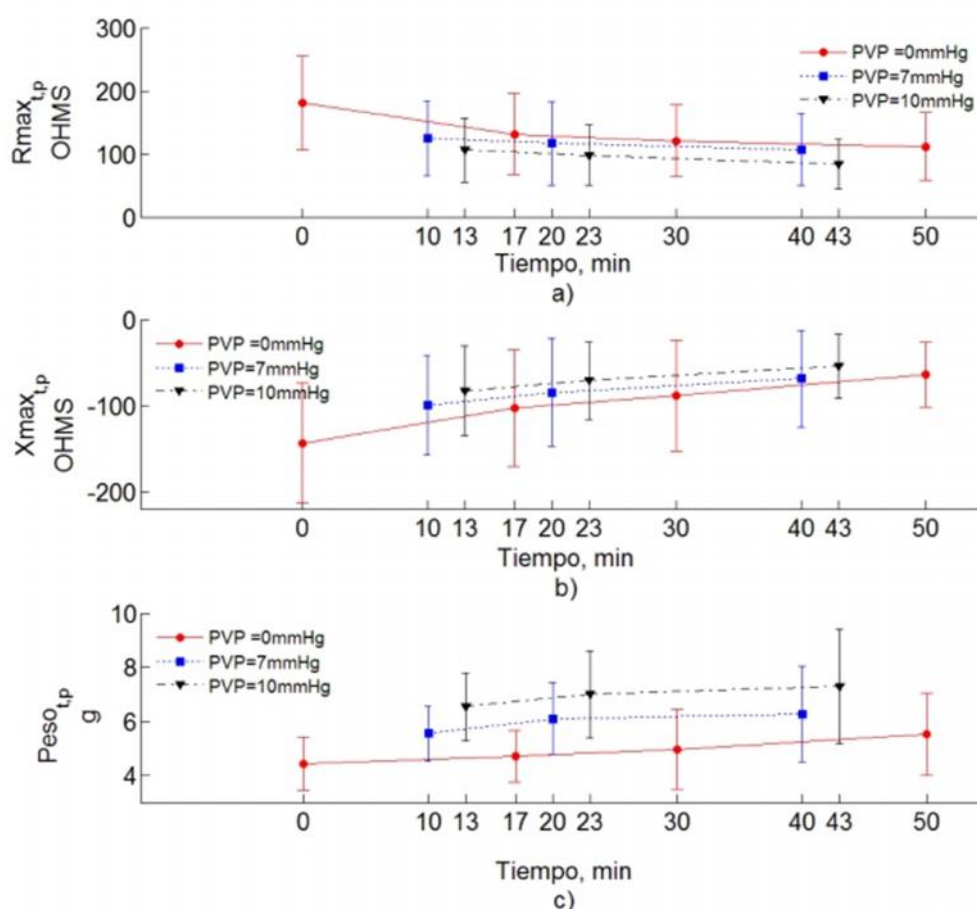 300
200
100
0
Rmax t,p
OHMS
PVP=0mmHg
PVP=7mmHg
PVP=10mmHg
0 10 13 17 20 23 30 40 43 50
Tiempo, min
a)
0
-100
-200
Xmax t,p
OHMS
PVP =0mmHg
PVP=7mmHg
PVP=10mmHg
0 10 13 17 20 23 30 40 43 50
Tiempo, min
b)
10
8
6
4
Peso t,p
g
PVP =0mmHg
PVP=7mmHg
PVP=10mmHg
0 10 13 17 20 23 30 40 43 50
Tiempo, min
c)